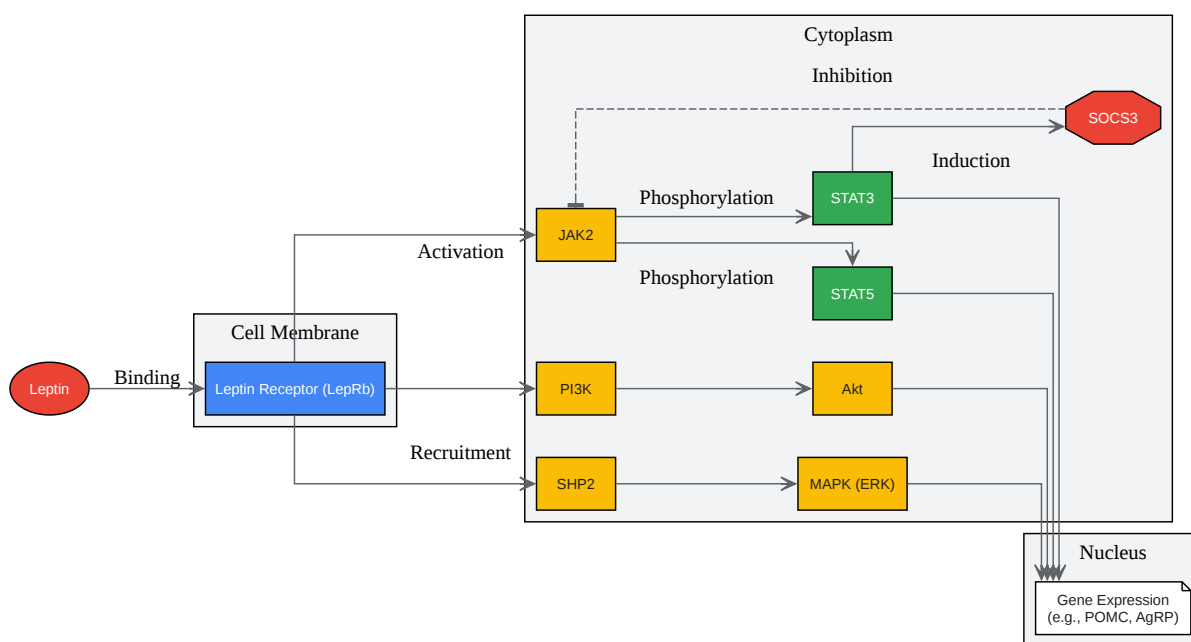 Cytoplasm
Inhibition
SOCS3
Induction
Phosphorylation
STAT3
JAK2
Activation
Phosphorylation
STAT5
Cell Membrane
Binding
Leptin
Leptin Receptor (LepRb)
PI3K
Akt
Recruitment
SHP2
MAPK (ERK)
Nucleus
Gene Expression
(e.g., POMC, AgRP)